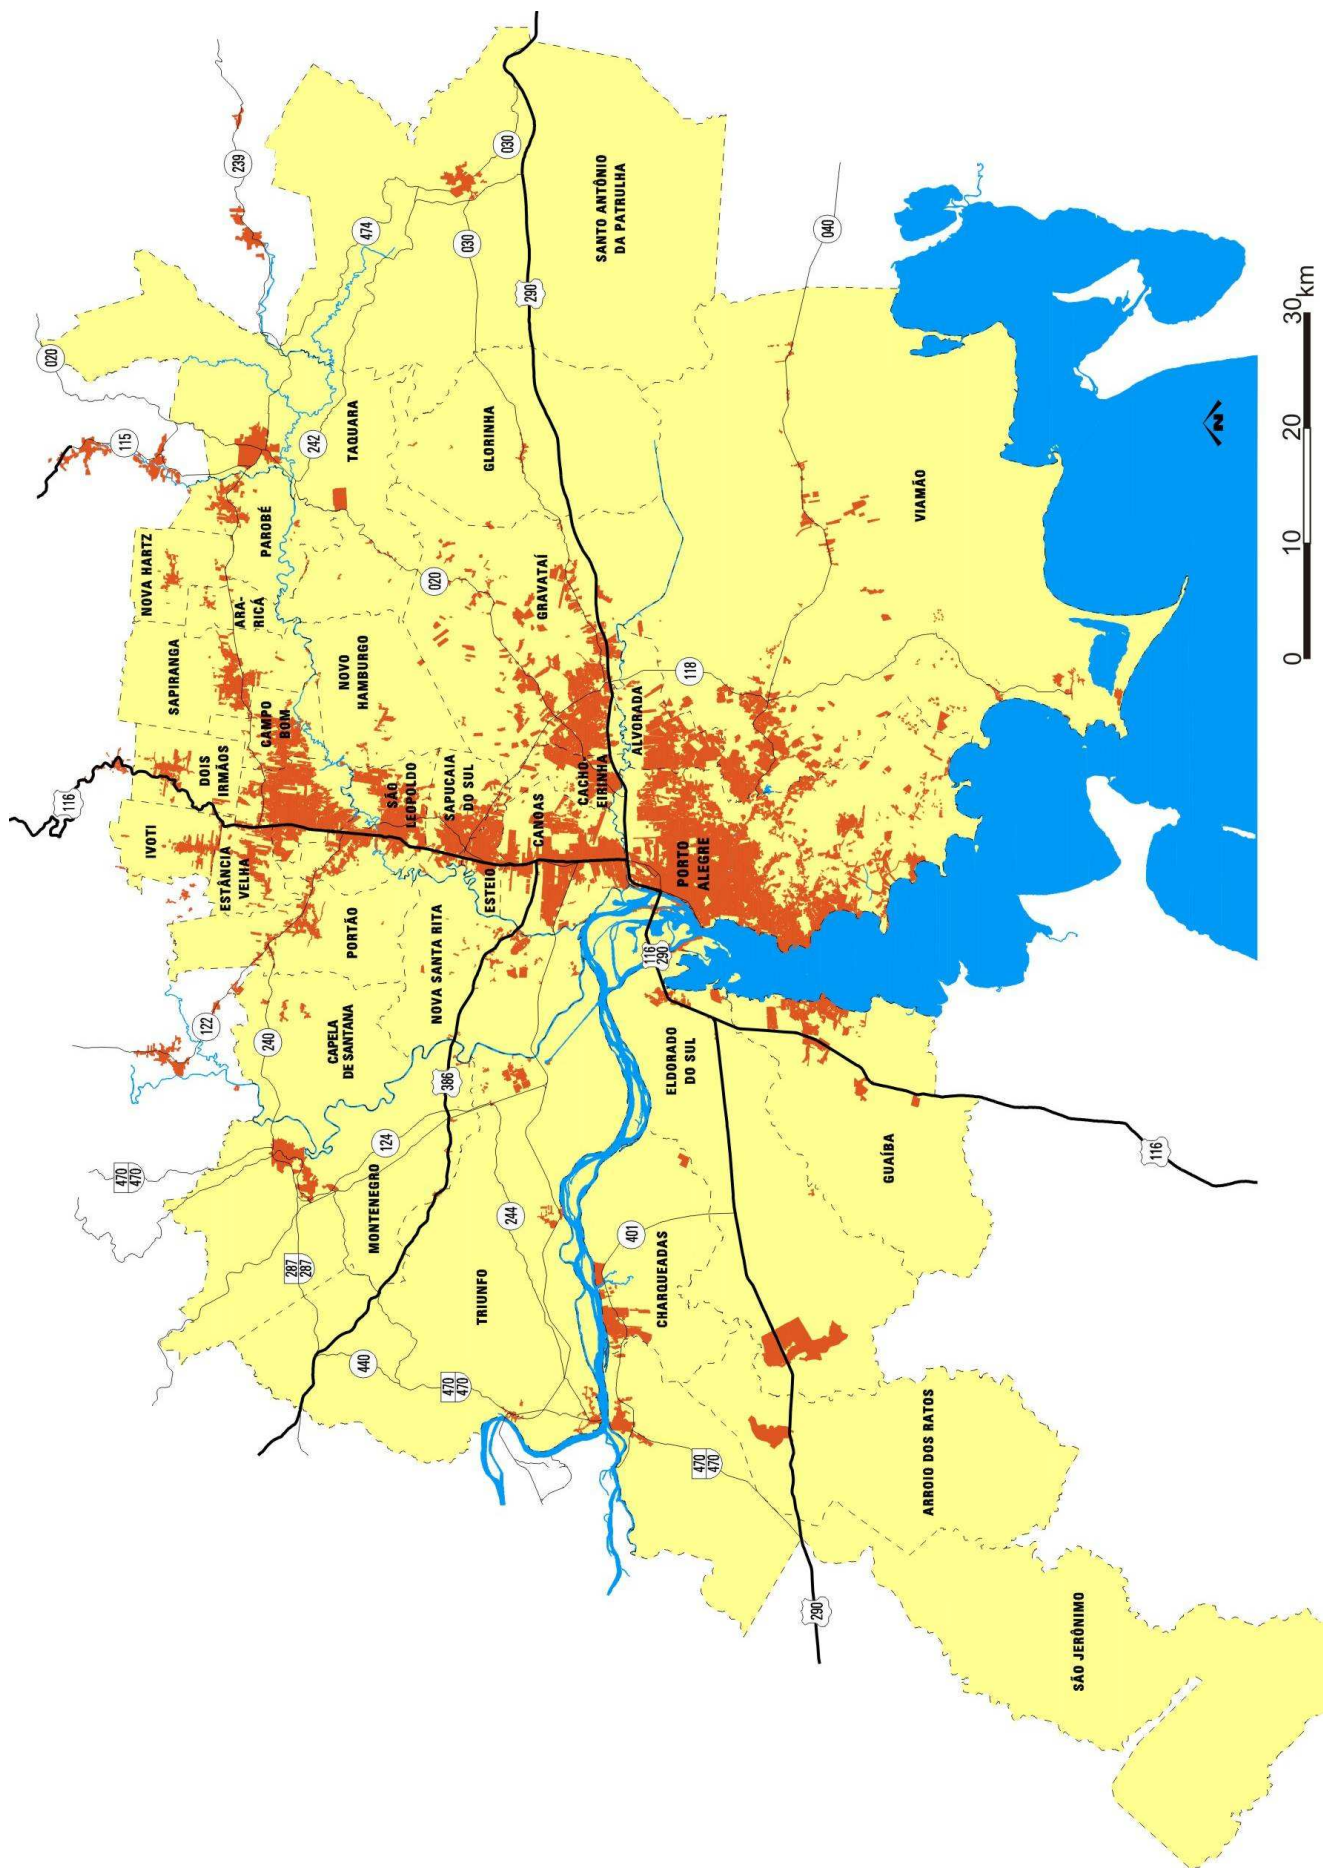 116
020
470
470
115
NOVA HARTZ
IVOTI
SAPIRANGA
122
DOIS
IRMÃOS
ESTÂNCIA
VELHA
239
ARA-
RICÁ
240
PAROBÉ
CAMPO
BOM
287
287
242
CAPELA
DE SANTANA
NOVO
HAMBURGO
PORTÃO
TAQUARA
440
474
MONTENEGRO
124
SÃO
LEOPOLDO
NOVA SANTA RITA
020
386
470
470
SAPUCAIA
DO SUL
030
TRIUNFO
ESTEIO
GLORINHA
030
244
CANOAS
GRAVATAÍ
290
CACHO-
EIRINHA
SANTO ANTÔNIO
DA PATRULHA
401
ALVORADA
116
290
CHARQUEADAS
ELDORADO
DO SUL
PORTO
ALEGRE
118
470
470
290
040
GUAÍBA
VIAMÃO
ARROIO DOS RATOS
SÃO JERÔNIMO
116
N
0 10 20 30 km